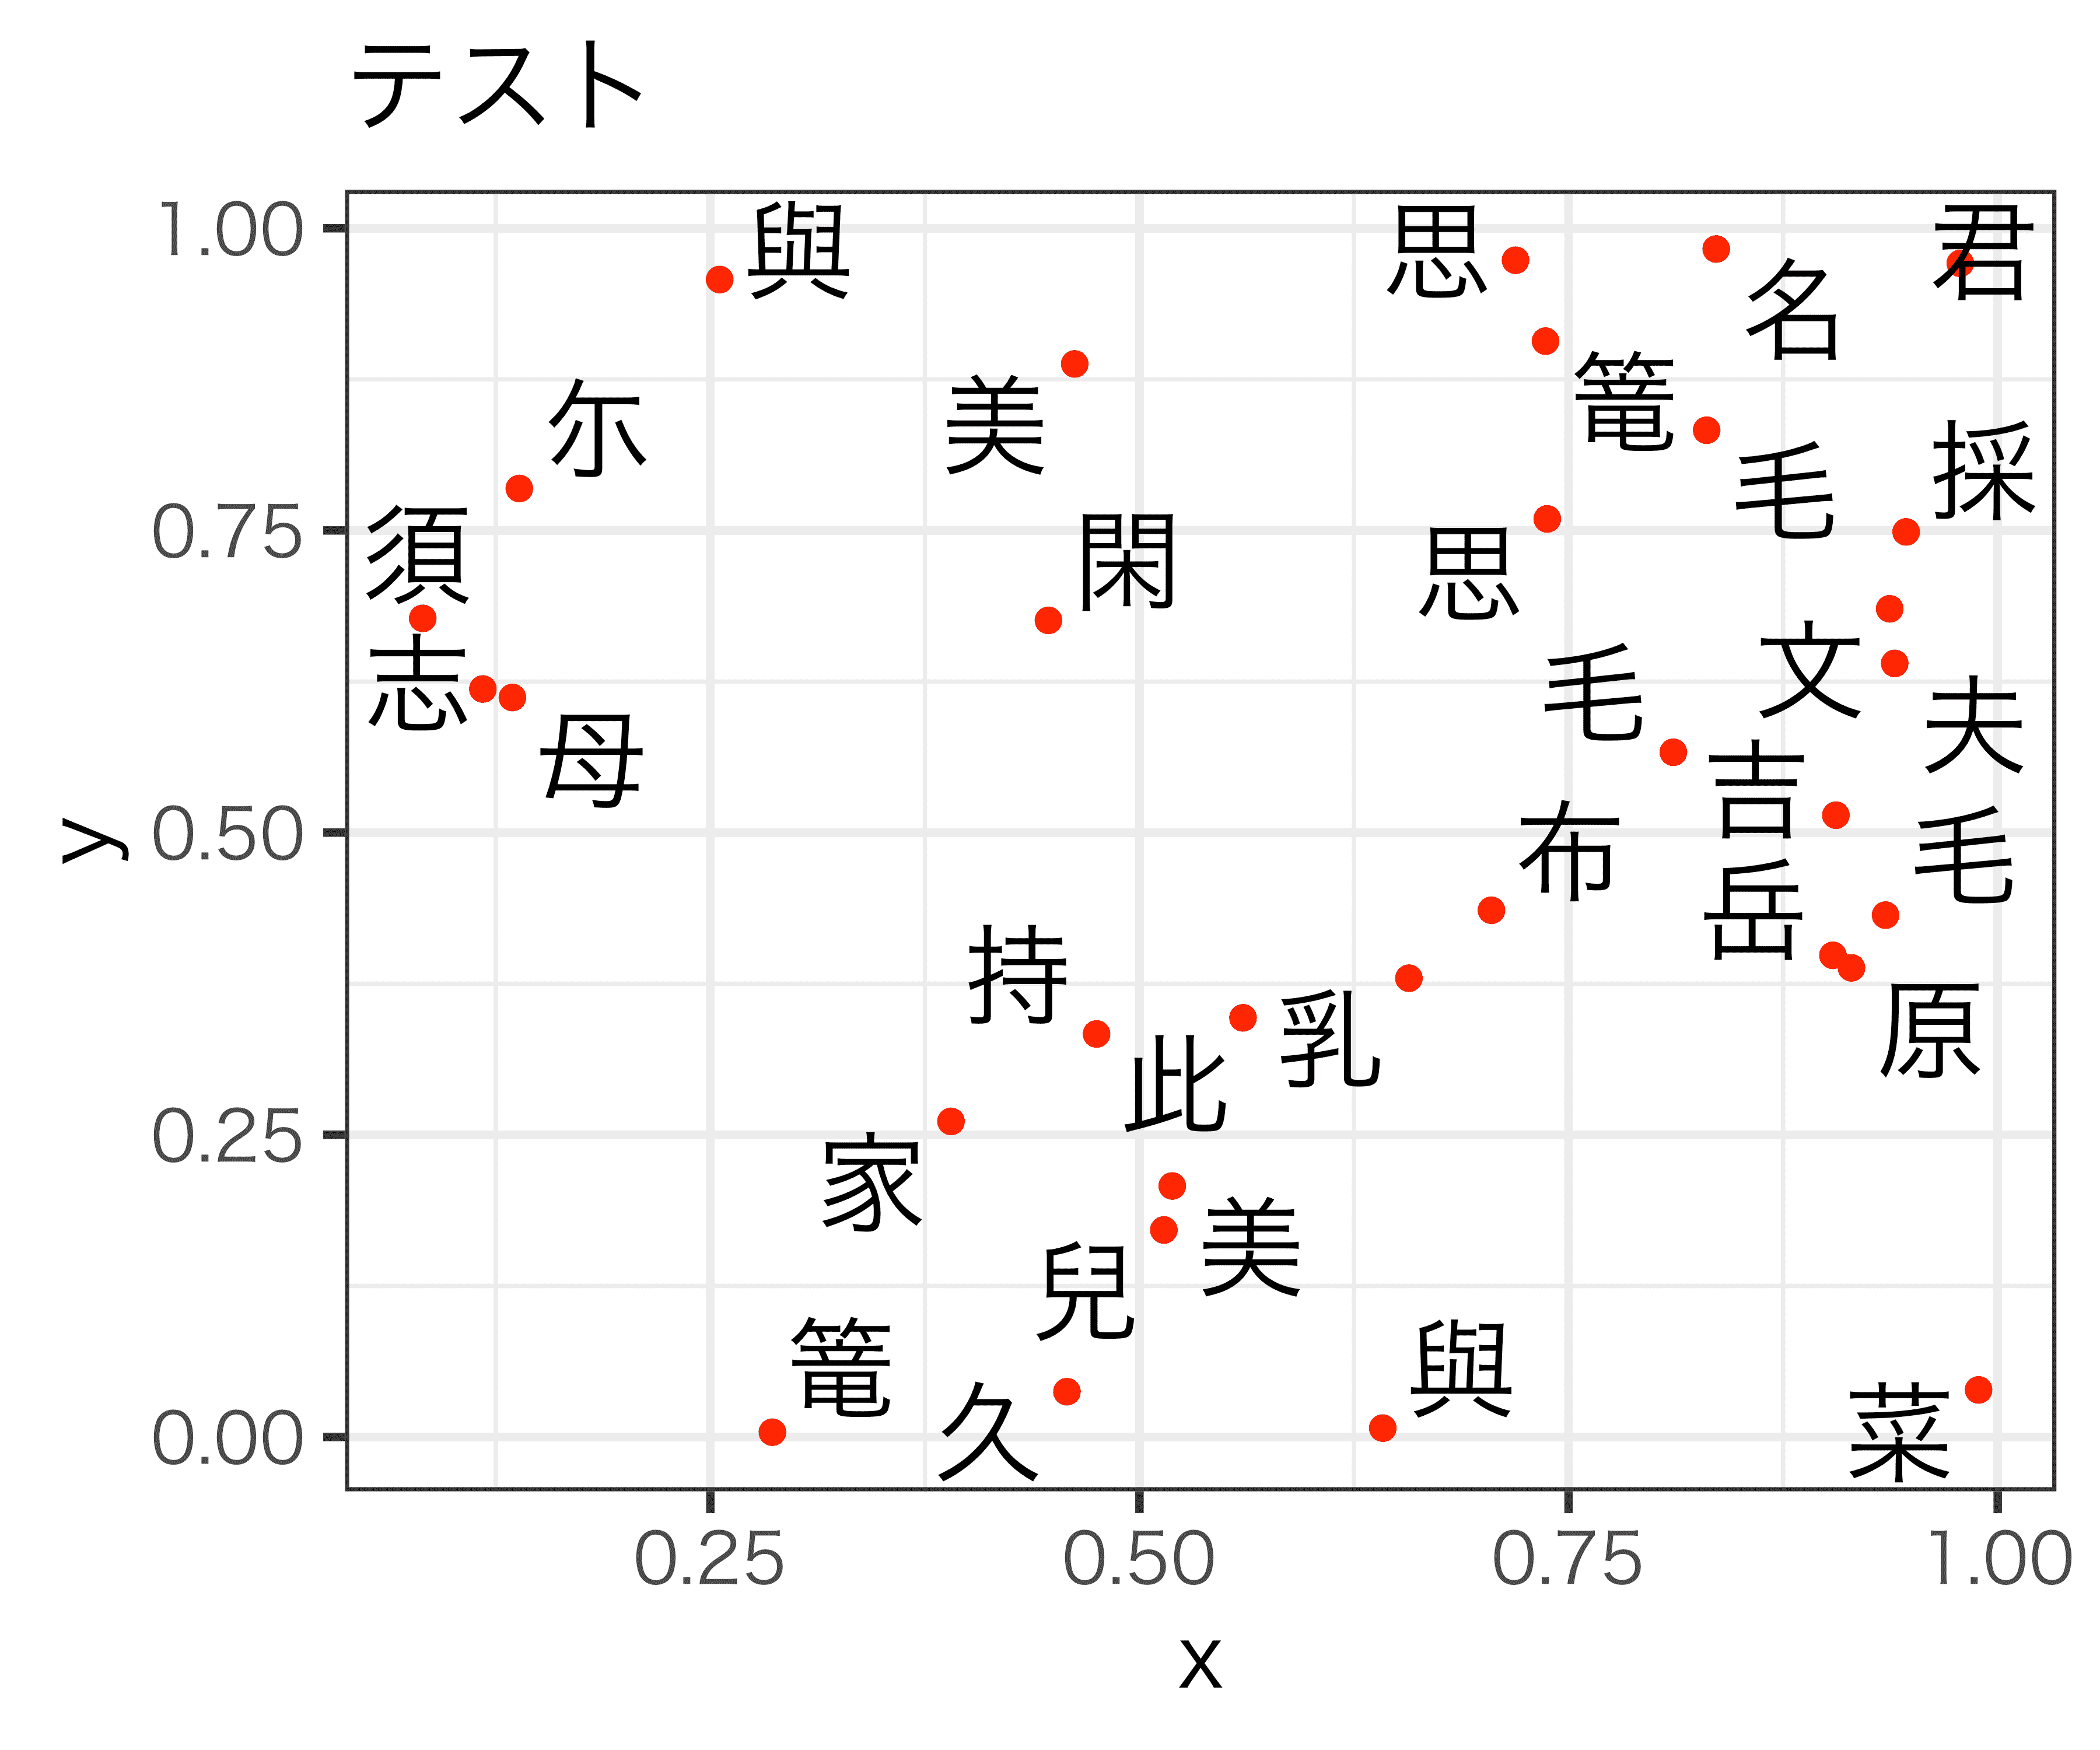 テスト
1.00
與
思
名
君
美
篭
尓
毛
採
0.75
須
閑
思
志
母
毛
文
夫
吉
0.50
y
布
毛
岳
持
乳
原
此
0.25
家
美
兒
篭
久
與
菜
0.00
0.25 0.50 0.75 1.00
x